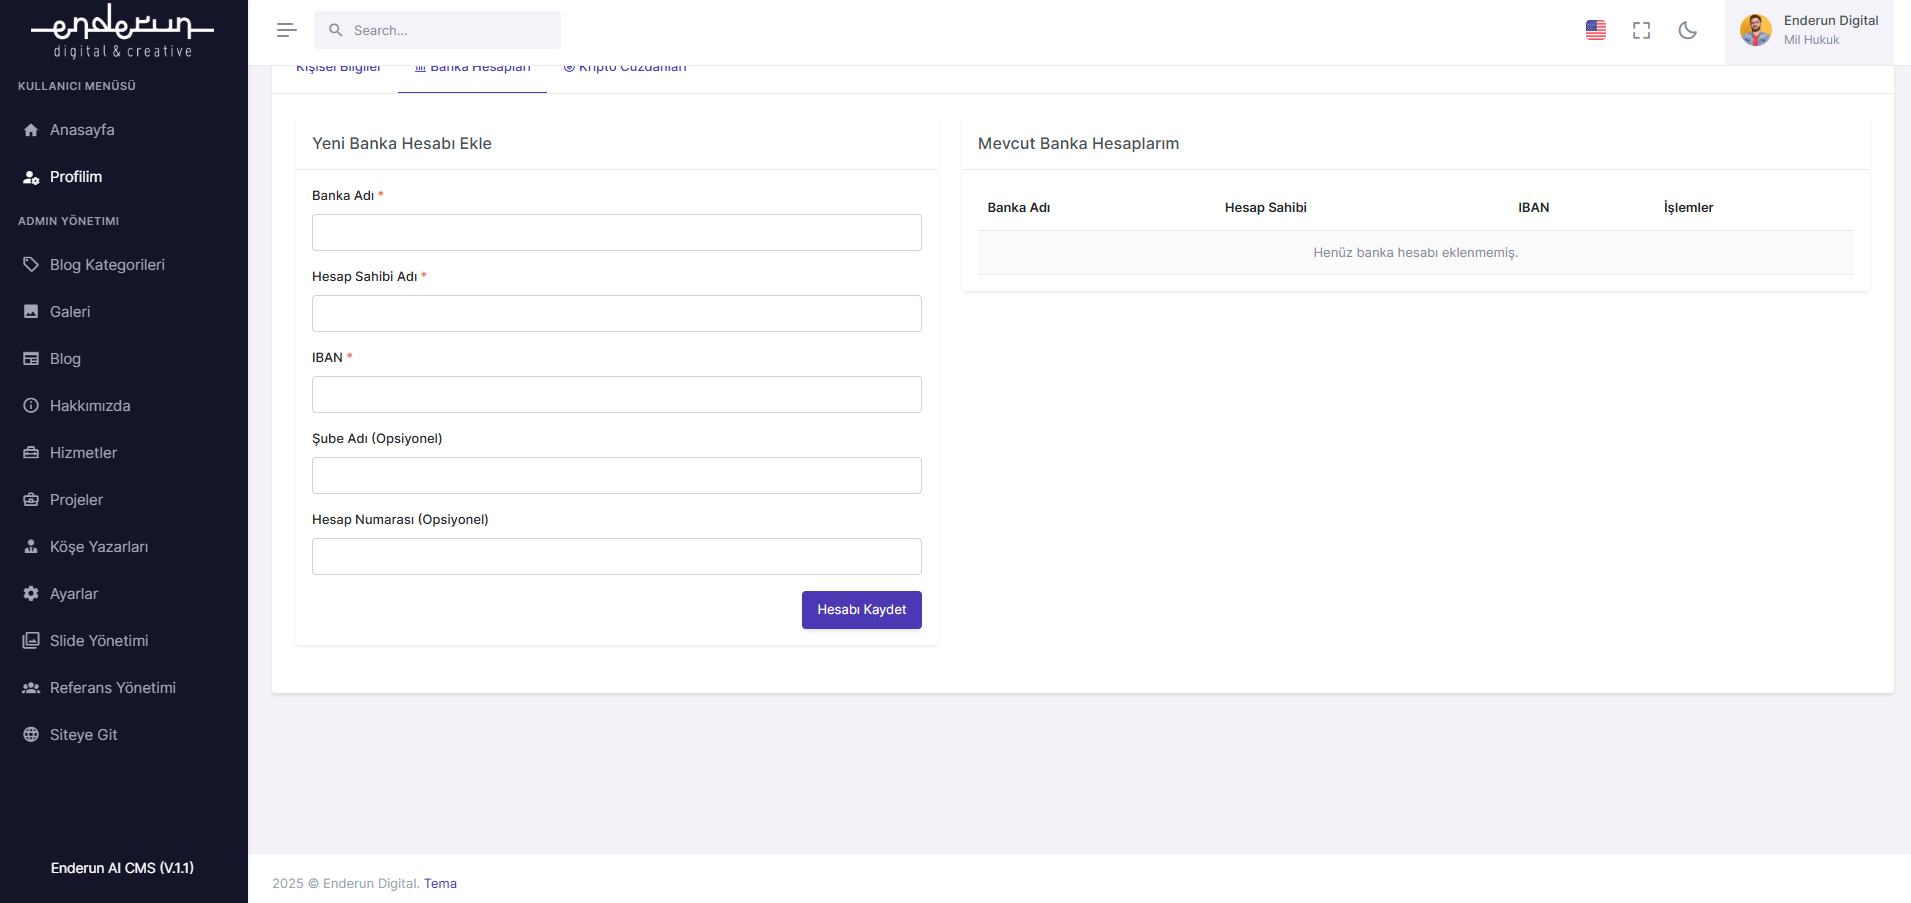 enderun
digital & creative
KULLANICI MENÜSÜ
Anasayfa
Profilim
ADMIN YÖNETIMI
Blog Kategorileri
Galeri
Blog
Hakkımızda
Hizmetler
Projeler
Köşe Yazarları
Ayarlar
Slide Yönetimi
Referans Yönetimi
Siteye Git
Enderun AI CMS (V.1.1)
Search...
Enderun Digital
Mil Hukuk
Kişisel Bilgiler
Banka Hesapları
Kripto Cüzdanları
Yeni Banka Hesabı Ekle
Banka Adı *
Hesap Sahibi Adı *
IBAN *
Şube Adı (Opsiyonel)
Hesap Numarası (Opsiyonel)
Hesabı Kaydet
Mevcut Banka Hesaplarım
Banka Adı Hesap Sahibi IBAN İşlemler
Henüz banka hesabı eklenmemiş.
2025 © Enderun Digital. Tema